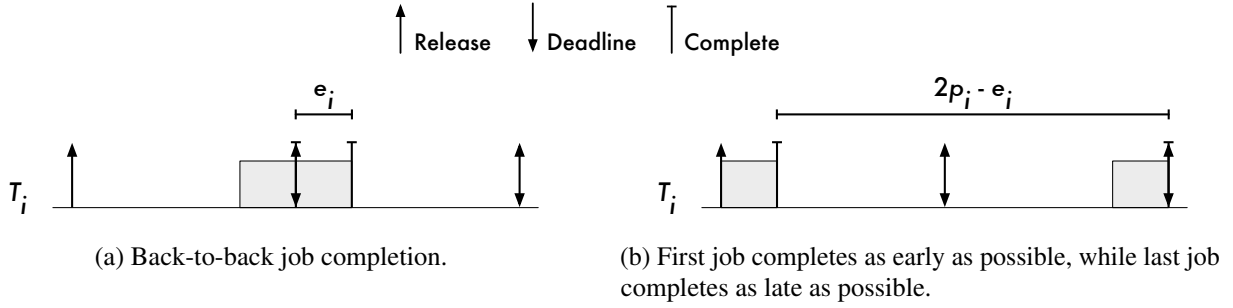 Release Deadline Complete
e_i
2p_i - e_i
T_i
T_i
(a) Back-to-back job completion.
(b) First job completes as early as possible, while last job
completes as late as possible.